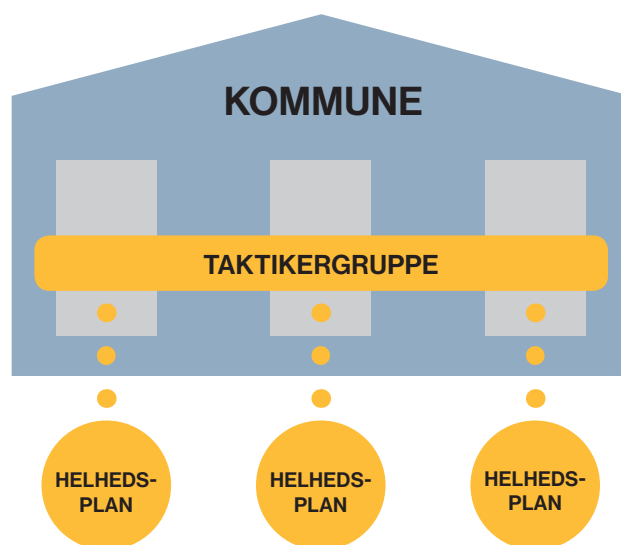 KOMMUNE
TAKTIKERGRUPPE
HELHEDS-
PLAN
HELHEDS-
PLAN
HELHEDS-
PLAN